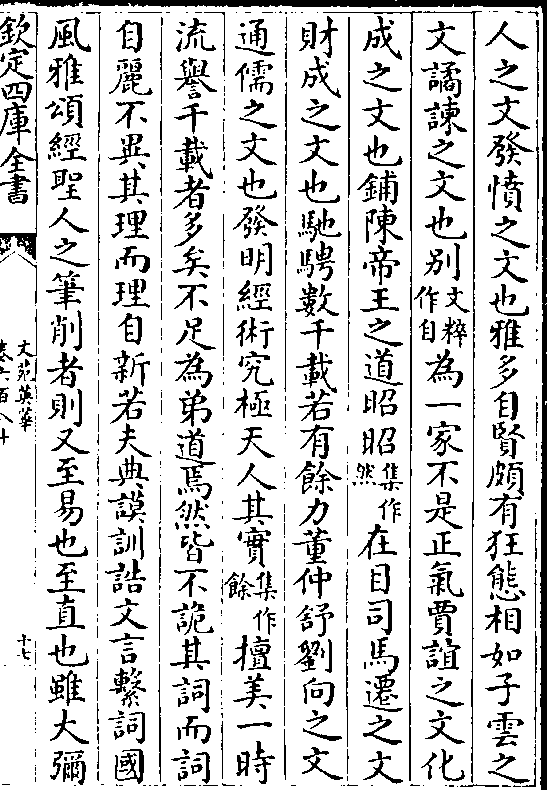 人之文發憤之文也雅多自賢頗有狂態相如子雲之
文譎諫之文也別文粹作自為一家不是正氣賈誼之文化
成之文也鋪陳帝王之道昭昭集作然在目司馬遷之文
財成之文也馳騁數千載若有餘力董仲舒劉向之文
通儒之文也發明經術究極天人其實集作餘擅美一時
流譽千載者多矣不足為弟道焉然皆不詭其詞而詞
自麗不異其理而理自新若夫典謨訓誥文言繫詞國
風雅頌經聖人之筆削者則又至易也至直也雖大彌
欽定四庫全書
文苑英華
卷六百八十
十七